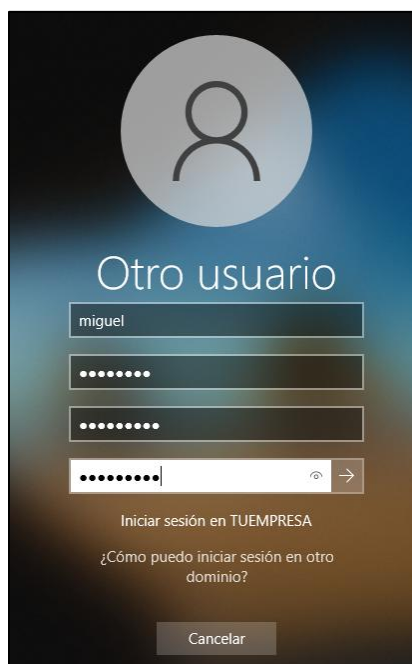 Otro usuario
miguel
••••••••
•••••••••
•••••••••
Iniciar sesión en TUEMPRESA
¿Cómo puedo iniciar sesión en otro
dominio?
Cancelar